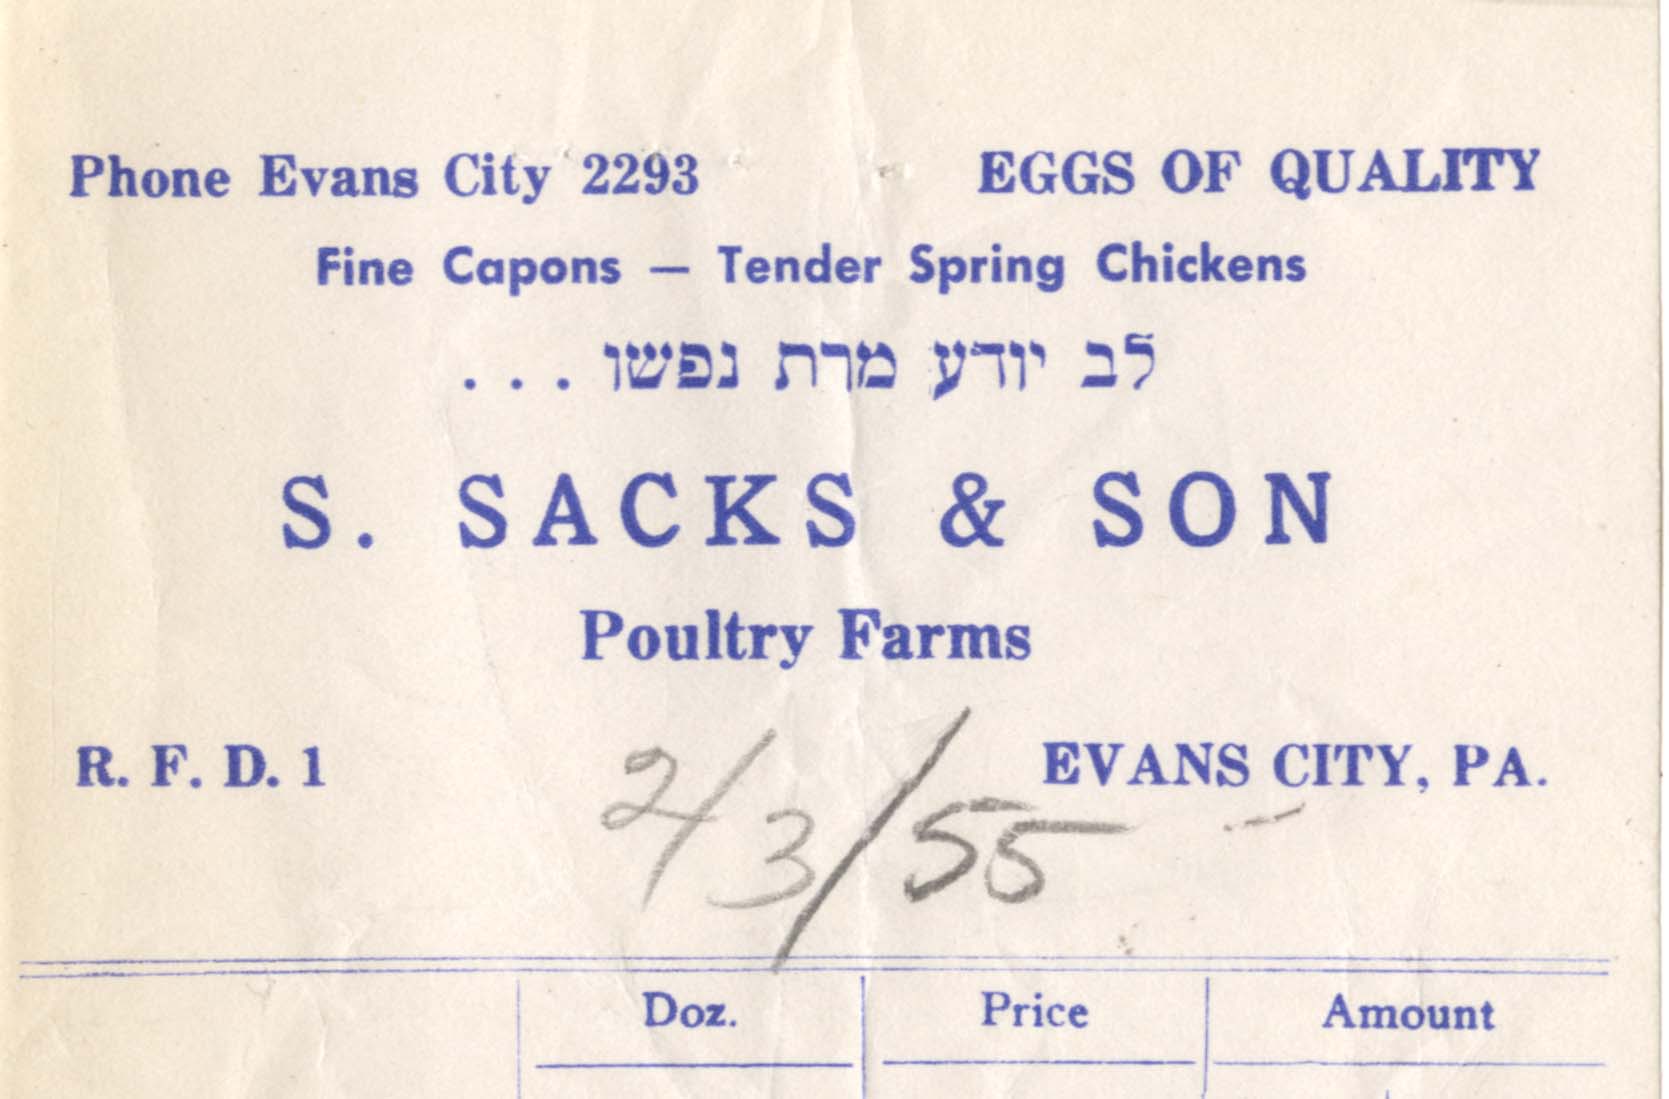 Phone Evans City 2293 EGGS OF QUALITY
Fine Capons — Tender Spring Chickens
לב יודע מרת נפשו . . .
S. SACKS & SON
Poultry Farms
R. F. D. 1 EVANS CITY, PA.
2/3/55
Doz. Price Amount